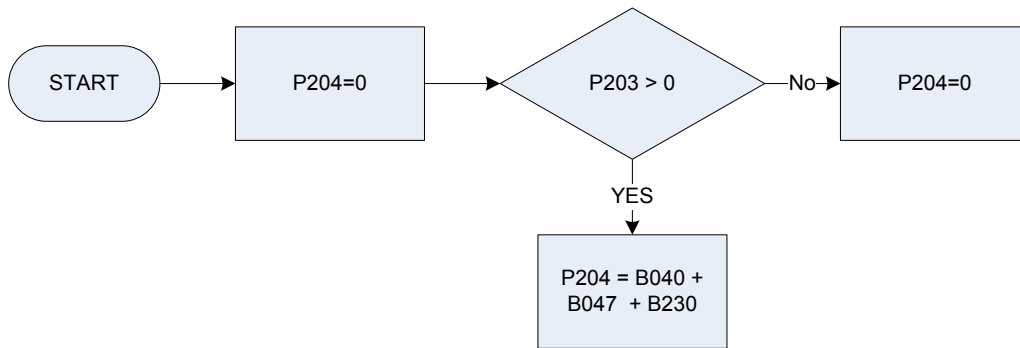 START
P204=0
P203 > 0
No
P204=0
YES
P204 = B040 +
B047  + B230